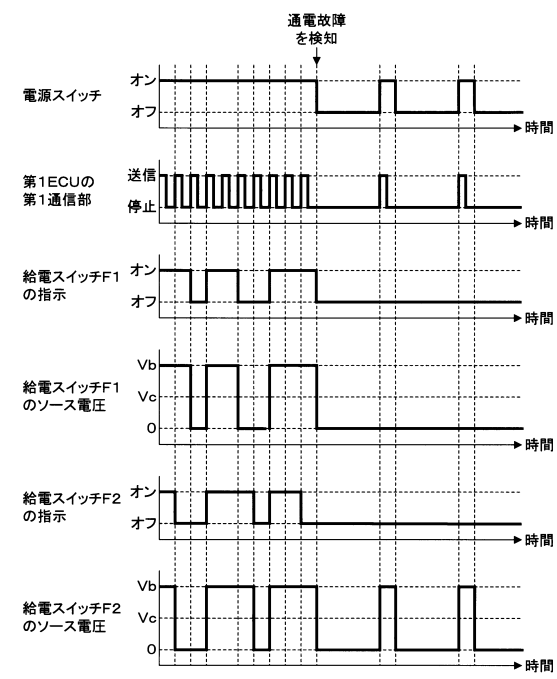 通電故障
を検知
電源スイッチ
オン
オフ
時間
第1ECUの
第1通信部
送信
停止
時間
給電スイッチF1
の指示
オン
オフ
時間
給電スイッチF1
のソース電圧
Vb
Vc
0
時間
給電スイッチF2
の指示
オン
オフ
時間
給電スイッチF2
のソース電圧
Vb
Vc
0
時間